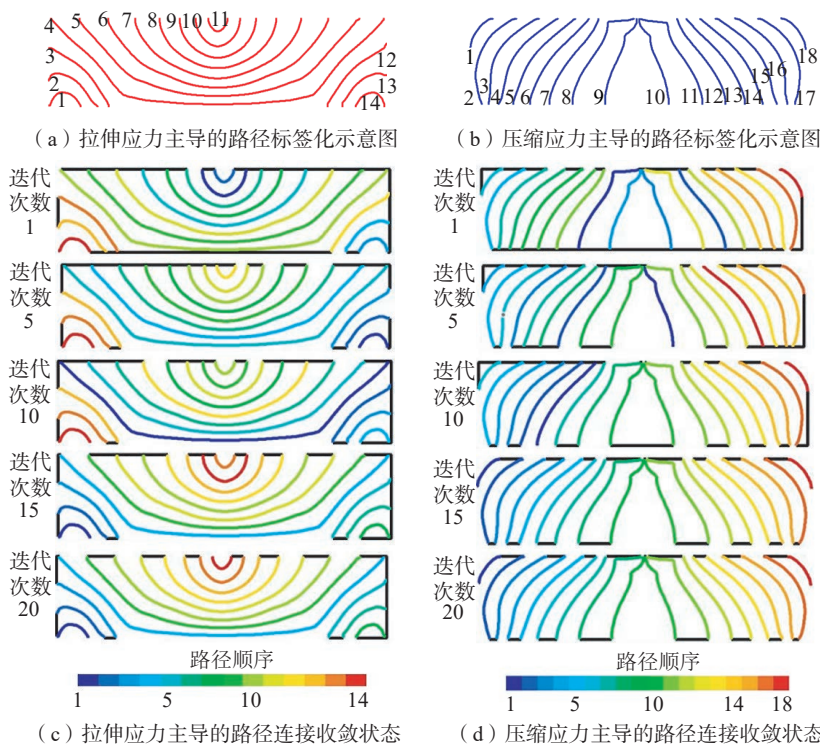 4 5 6 7 8 9 10 11
3 12
2 13
1 14
1 18
3 15 16
2 4 5 6 7 8 9 10 11 12 13 14 17
(a)拉伸应力主导的路径标签化示意图
(b)压缩应力主导的路径标签化示意图
迭代
次数
1
迭代
次数
5
迭代
次数
10
迭代
次数
15
迭代
次数
20
路径顺序
1 5 10 14
(c)拉伸应力主导的路径连接收敛状态
迭代
次数
1
迭代
次数
5
迭代
次数
10
迭代
次数
15
迭代
次数
20
路径顺序
1 5 10 14 18
(d)压缩应力主导的路径连接收敛状态